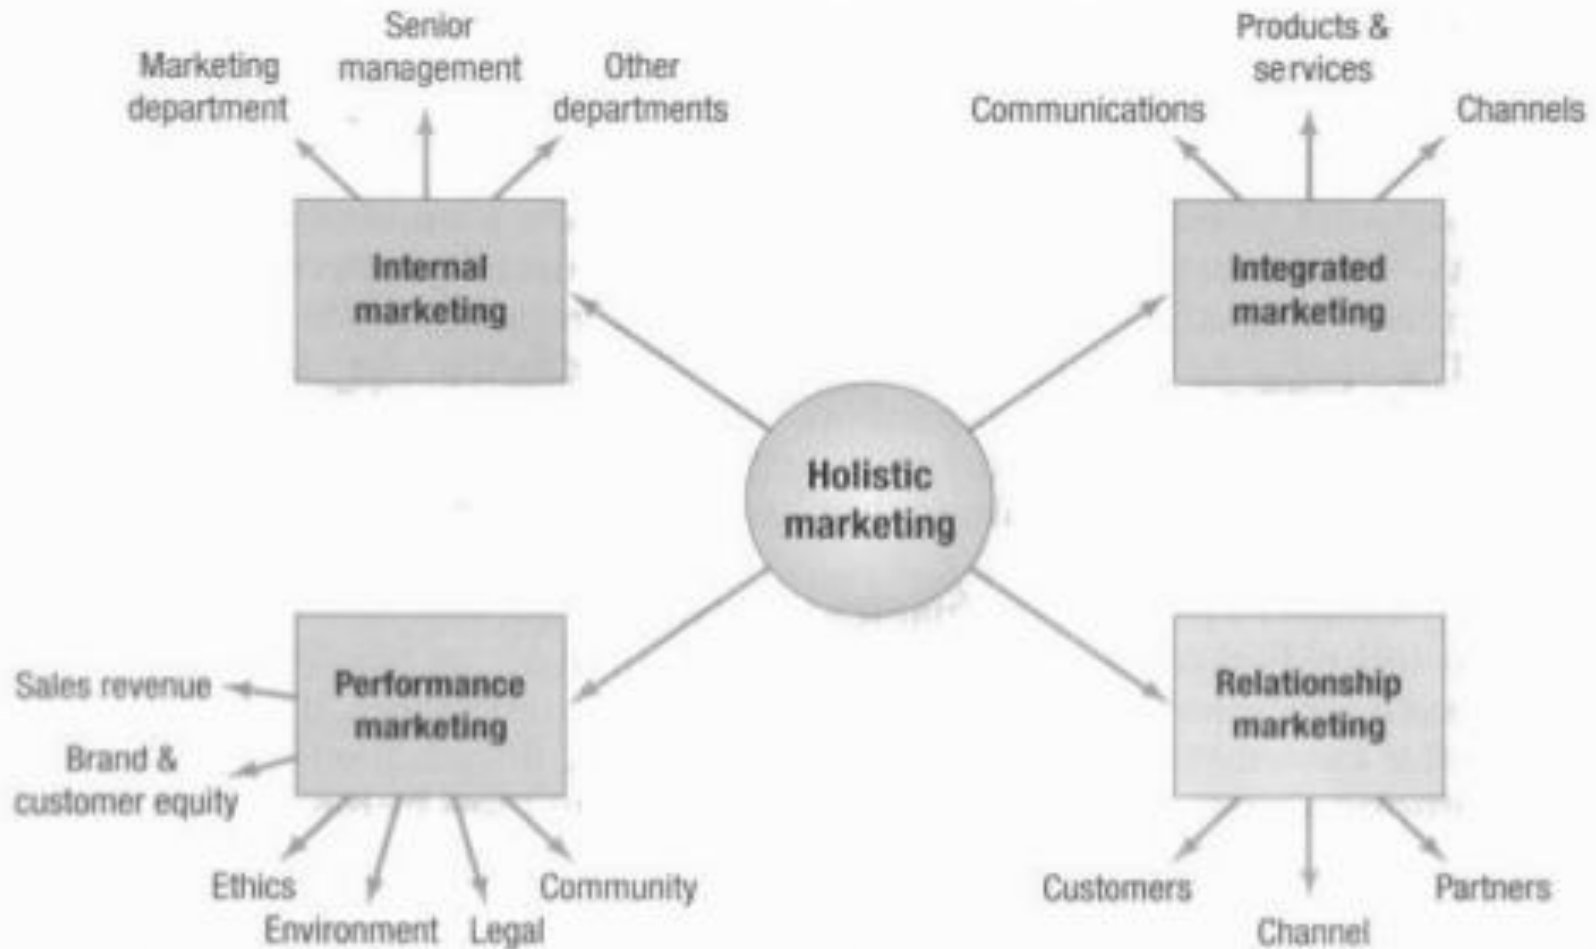 Marketing
department
Senior
management
Other
departments
Internal
marketing
Communications
Products &
services
Channels
Integrated
marketing
Holistic
marketing
Performance
marketing
Sales revenue
Brand &
customer equity
Ethics
Environment
Legal
Community
Relationship
marketing
Customers
Channel
Partners